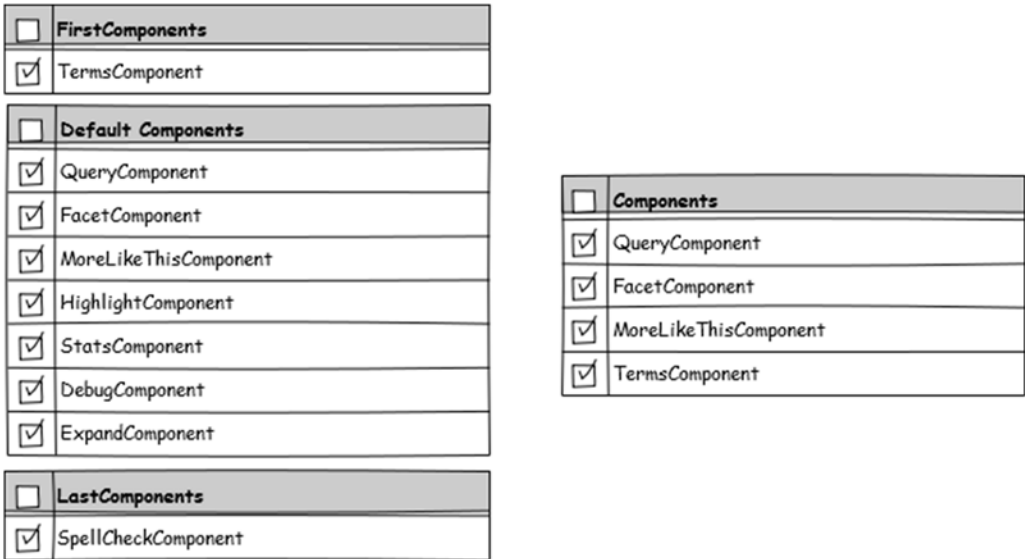 FirstComponents
TermsComponent
Default Components
QueryComponent
FacetComponent
MoreLikeThisComponent
HighlightComponent
StatsComponent
DebugComponent
ExpandComponent
LastComponents
SpellCheckComponent
Components
QueryComponent
FacetComponent
MoreLikeThisComponent
TermsComponent